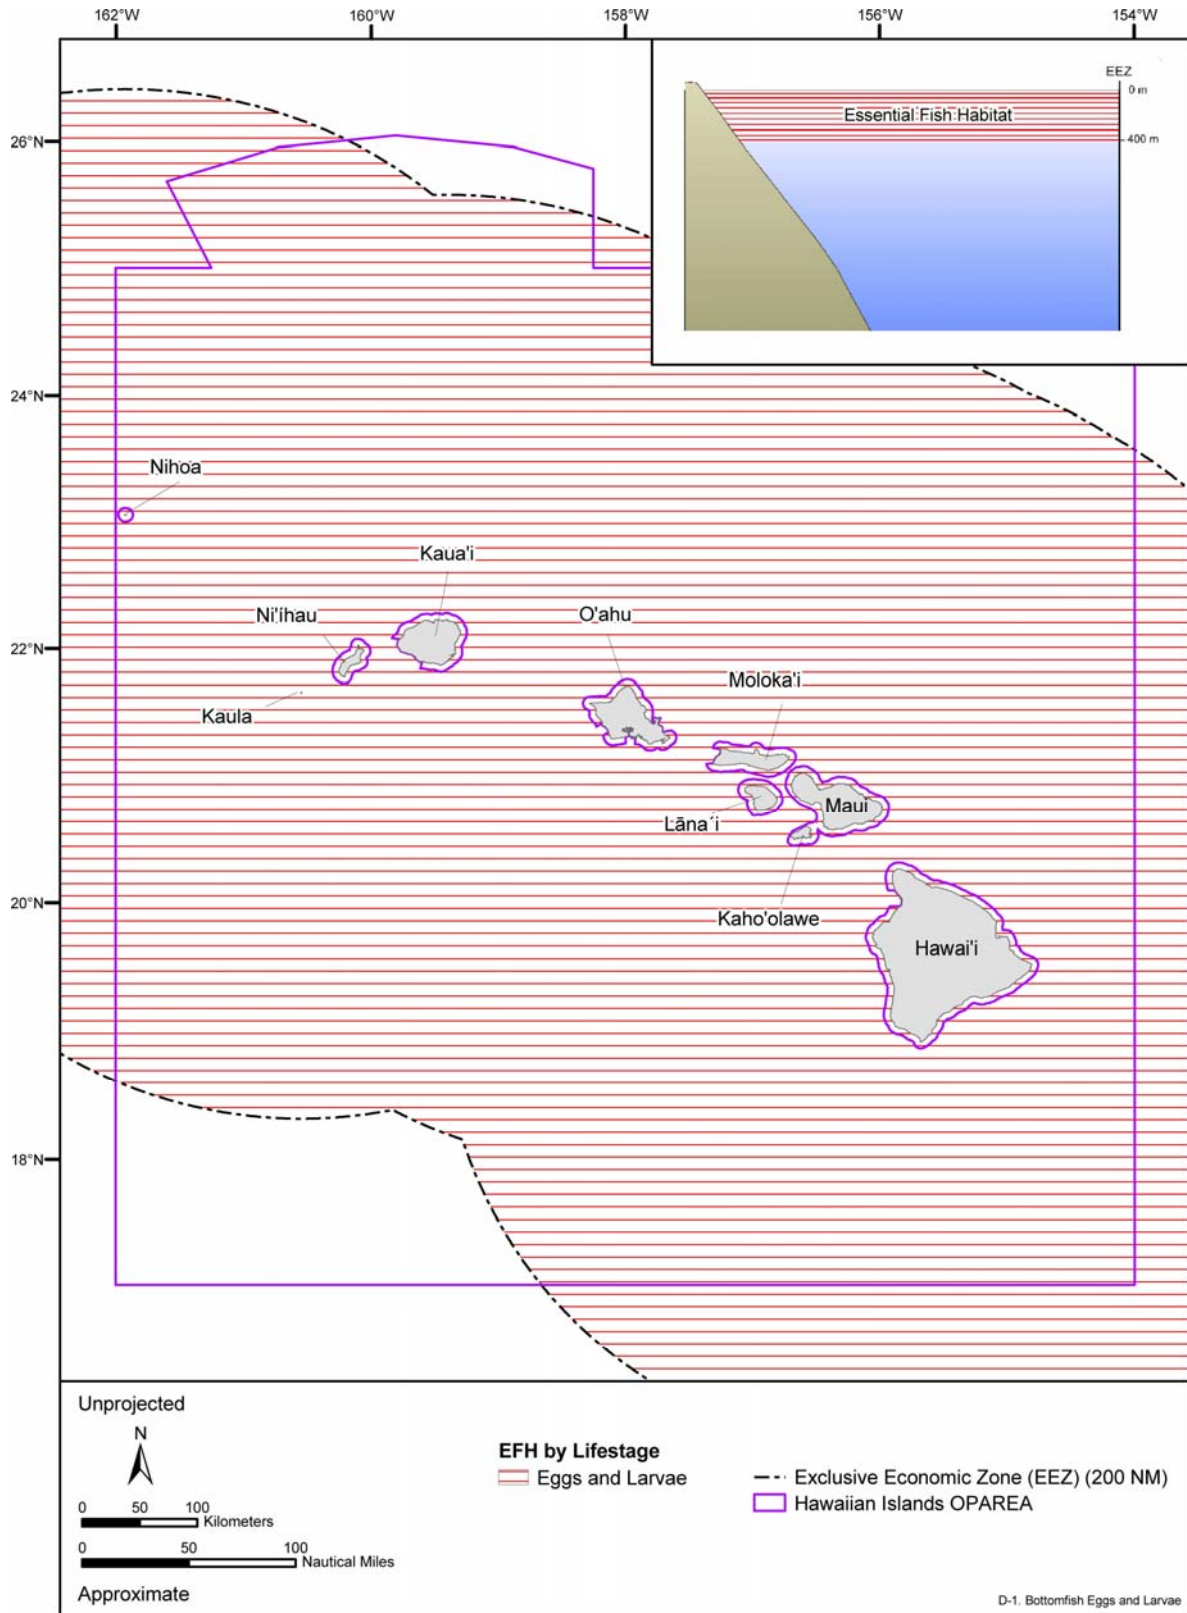 162°W 160°W 158°W 156°W 154°W
EEZ
0 m
Essential Fish Habitat
400 m
26°N
24°N
Nihoa
Kaua'i
Ni'ihau
O'ahu
22°N
Moloka'i
Kaula
Maui
Lāna´i
20°N
Kaho'olawe
Hawai'i
18°N
Unprojected
N
EFH by Lifestage
Eggs and Larvae
Exclusive Economic Zone (EEZ) (200 NM)
Hawaiian Islands OPAREA
0 50 100
Kilometers
0 50 100
Nautical Miles
Approximate
D-1. Bottomfish Eggs and Larvae